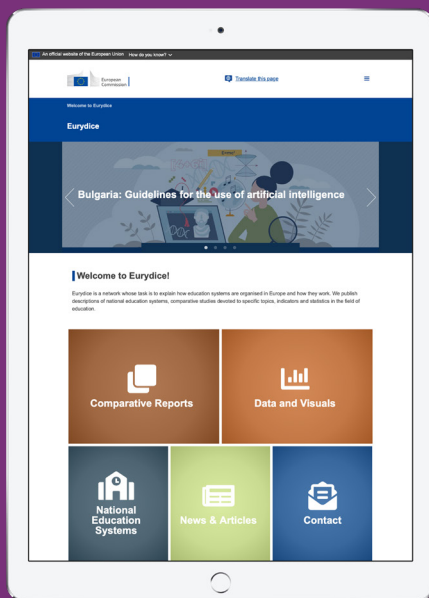 An official website of the European Union How do you know?
European
Commission
Translate this page
Welcome to Eurydice
Eurydice
Bulgaria: Guidelines for the use of artificial intelligence
Welcome to Eurydice!
Eurydice is a network whose task is to explain how education systems are organised in Europe and how they work. We publish
descriptions of national education systems, comparative studies devoted to specific topics, indicators and statistics in the field of
education.
Comparative Reports
Data and Visuals
National
Education
Systems
News & Articles
Contact